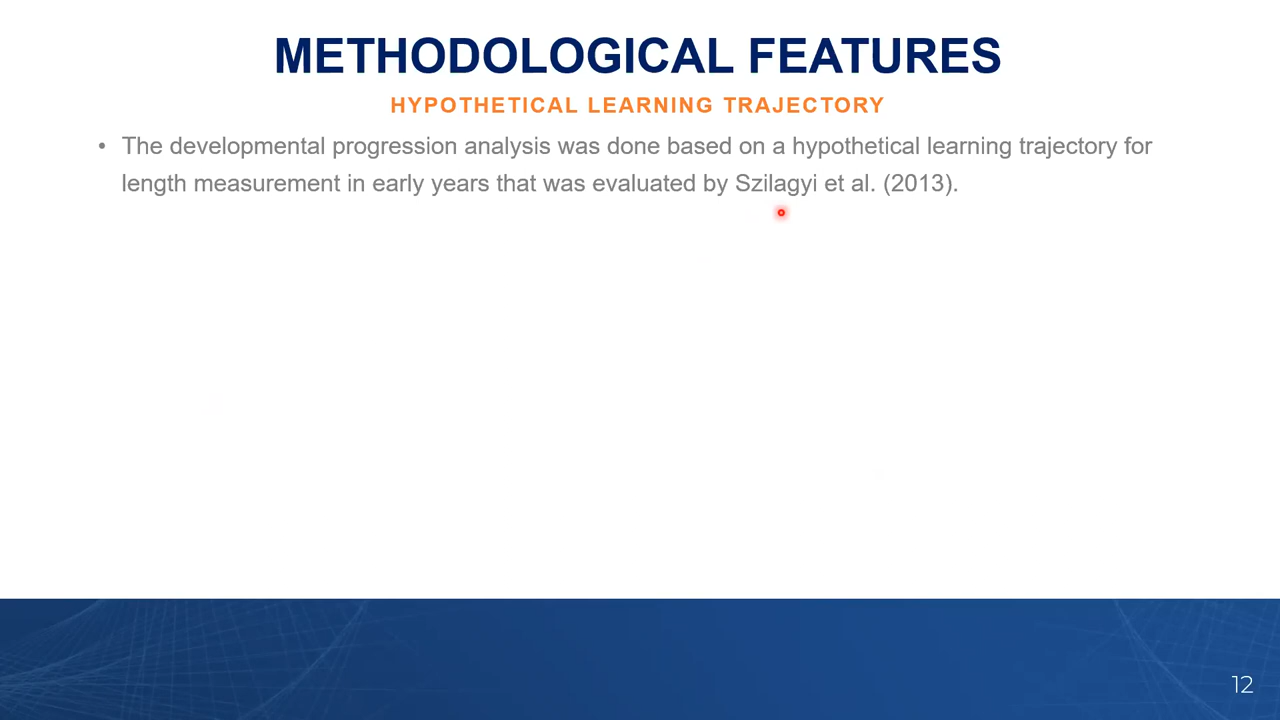 METHODOLOGICAL FEATURES
HYPOTHETICAL LEARNING TRAJECTORY
• The developmental progression analysis was done based on a hypothetical learning trajectory for
length measurement in early years that was evaluated by Szilagyi et al. (2013).
12